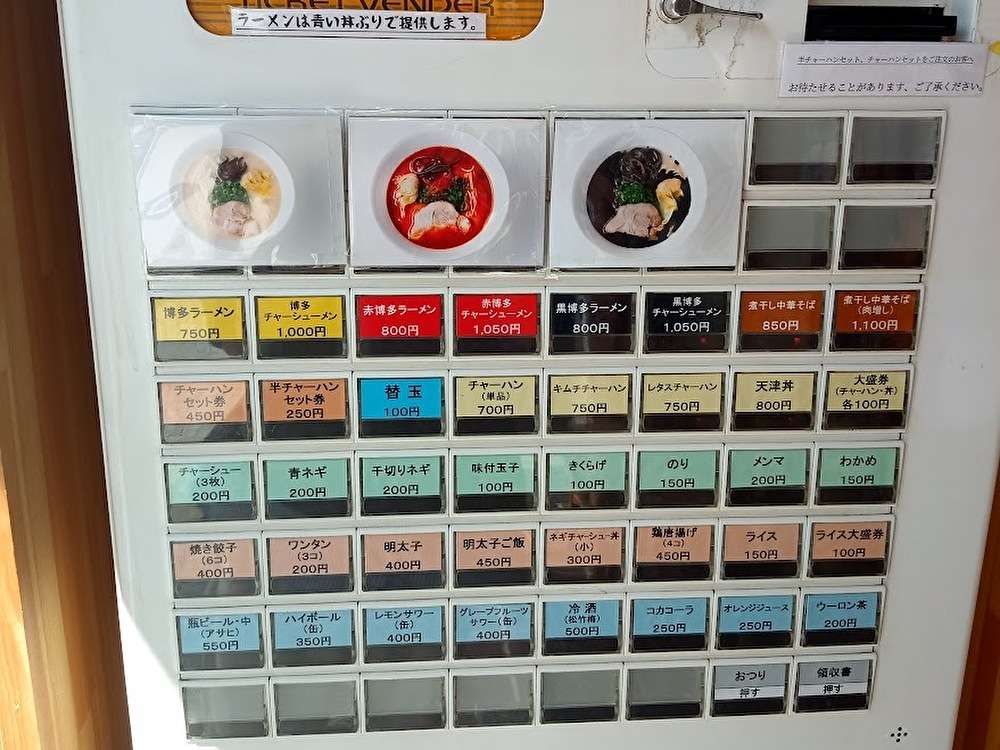 TICKET VENDER
ラーメンは青い丼ぶりで提供します。
半チャーハンセット、チャーハンセットをご注文のお客へ
お待たせることがあります、ご了承ください。
博多ラーメン
750円
博多
チャーシューメン
1,000円
赤博多ラーメン
800円
赤博多
チャーシューメン
1,050円
黒博多ラーメン
800円
黒博多
チャーシューメン
1,050円
煮干し中華そば
850円
煮干し中華そば
(肉増し)
1,100円
チャーハン
セット券
450円
半チャーハン
セット券
250円
替玉
100円
チャーハン
(単品)
700円
キムチチャーハン
750円
レタスチャーハン
750円
天津丼
800円
大盛券
(チャーハン・丼)
各100円
チャーシュー
(3枚)
200円
青ネギ
200円
干切りネギ
200円
味付玉子
100円
きくらげ
100円
のり
150円
メンマ
200円
わかめ
150円
焼き餃子
(6コ)
400円
ワンタン
(3コ)
200円
明太子
400円
明太子ご飯
450円
ネギチャーシュー丼
(小)
300円
鶏唐揚げ
(4コ)
450円
ライス
150円
ライス大盛券
100円
瓶ビール・中
(アサヒ)
550円
ハイボール
(缶)
350円
レモンサワー
(缶)
400円
グレープフルーツ
サワー(缶)
400円
冷酒
(松竹梅)
500円
コカコーラ
250円
オレンジジュース
250円
ウーロン茶
200円
おつり
押す
領収書
押す